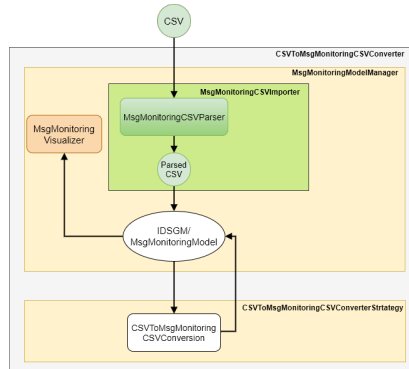 CSV
CSVToMsgMonitoringCSVConverter
MsgMonitoringModelManager
MsgMonitoringCSVImporter
MsgMonitoringCSVParser
MsgMonitoring
Visualizer
Parsed
CSV
IDSGM/
MsgMonitoringModel
CSVToMsgMonitoringCSVConverterStrtategy
CSVToMsgMonitoring
CSVConversion